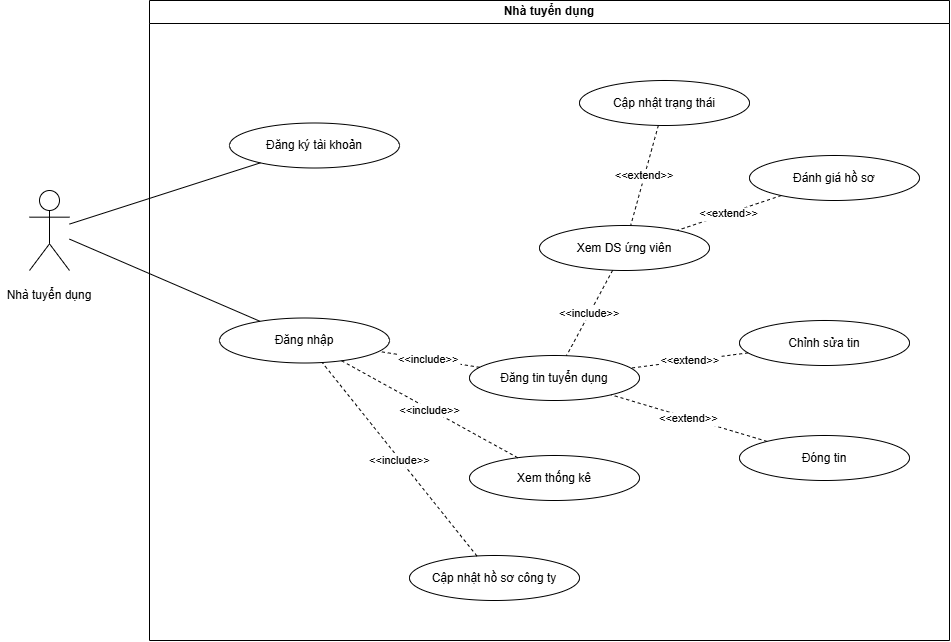 Nhà tuyển dụng
Cập nhật trạng thái
Đăng ký tài khoản
<<extend>>
Đánh giá hồ sơ
<<extend>>
Xem DS ứng viên
Nhà tuyển dụng
<<include>>
Đăng nhập
Chỉnh sửa tin
<<include>>
<<extend>>
Đăng tin tuyển dụng
<<include>>
<<extend>>
<<include>>
Đóng tin
Xem thống kê
Cập nhật hồ sơ công ty